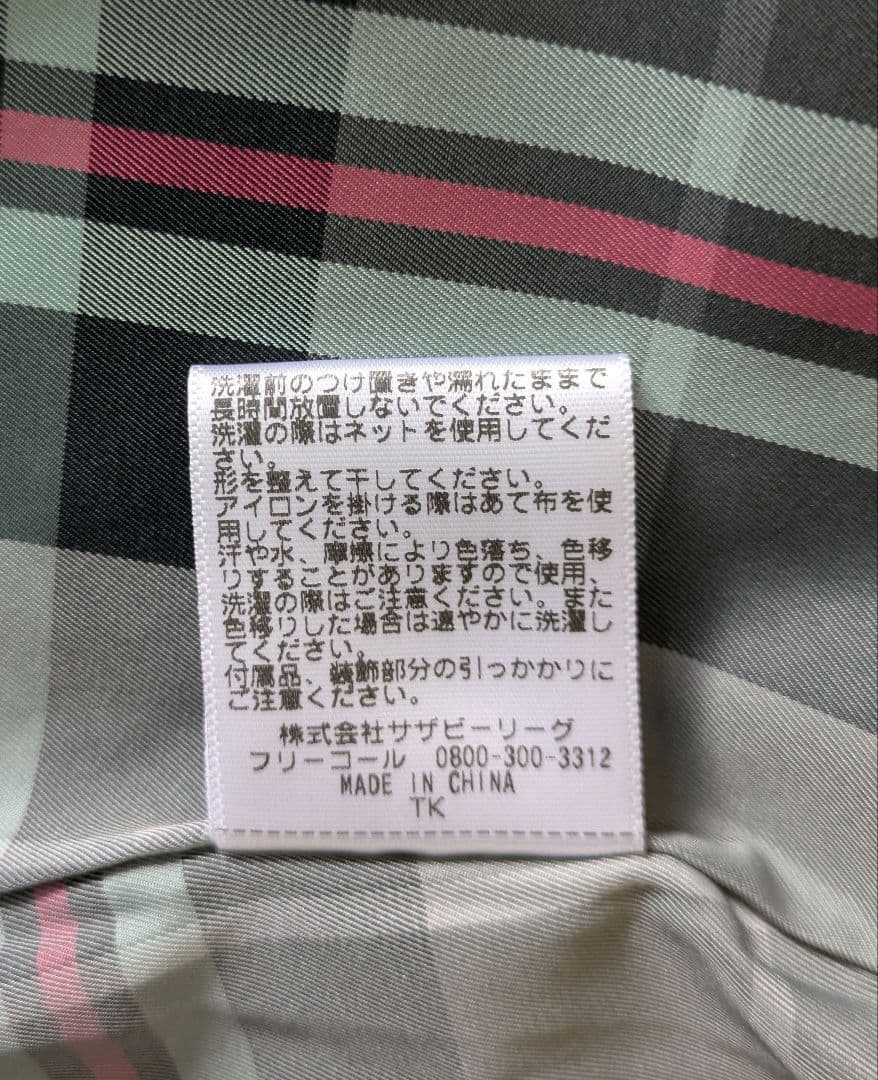 洗濯前のつけ置きや濡れたままで
長時間放置しないでください。
洗濯の際はネットを使用してくだ
さい。
形を整えて干してください。
アイロンを掛ける際はあて布を使
用してください。
汗や水、摩擦により色落ち、色移
りすることがありますので使用、
洗濯の際はご注意ください。また
色移りした場合は速やかに洗濯し
てください。
付属品、装飾部分の引っかかりに
ご注意ください。
株式会社サザビーリーグ
フリーコール 0800-300-3312
MADE IN CHINA
TK